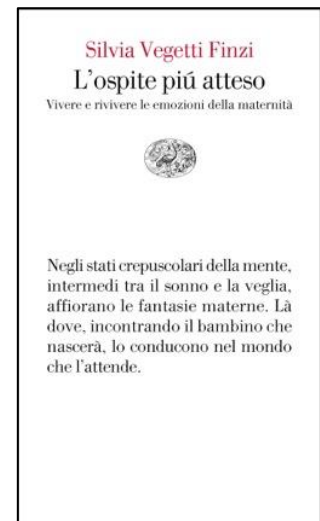 Silvia Vegetti Finzi
L'ospite piú atteso
Vivere e rivivere le emozioni della maternità
Negli stati crepuscolari della mente,
intermedi tra il sonno e la veglia,
affiorano le fantasie materne. Là
dove, incontrando il bambino che
nascerà, lo conducono nel mondo
che l'attende.